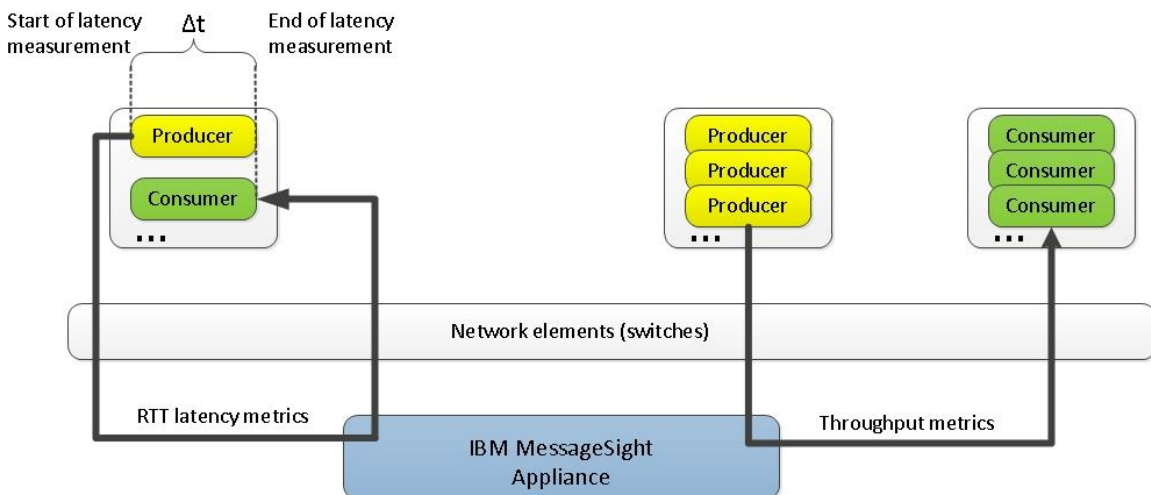 Start of latency
measurement
Δt
End of latency
measurement
Producer
Consumer
...
Producer
Producer
Producer
...
Consumer
Consumer
Consumer
...
Network elements (switches)
RTT latency metrics
Throughput metrics
IBM MessageSight
Appliance